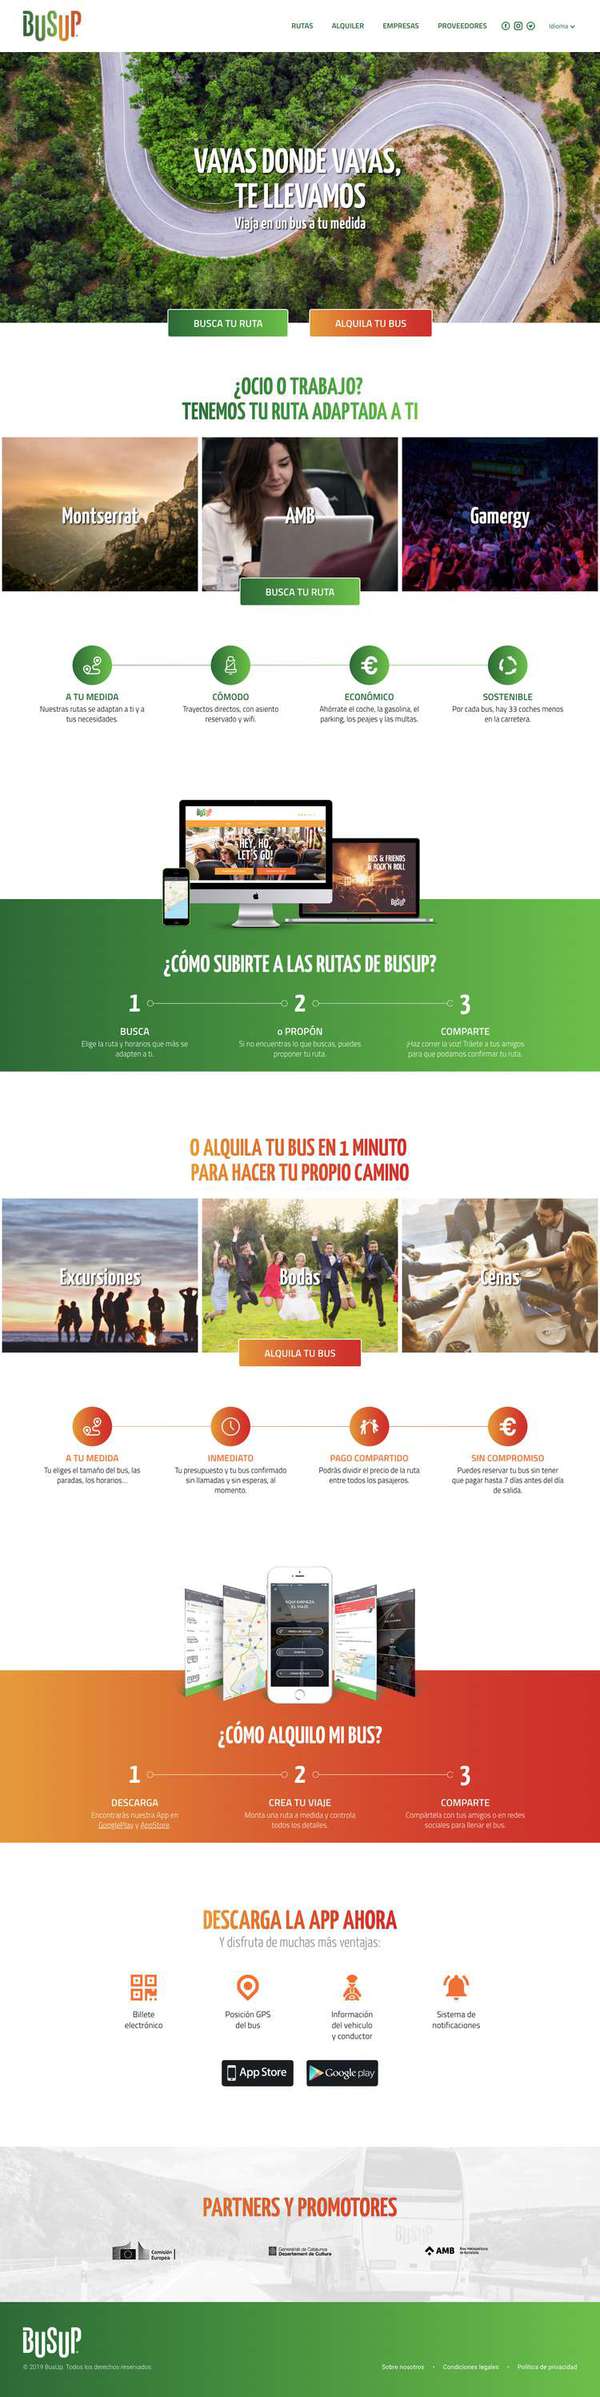 BUSUP
RUTAS ALQUILER EMPRESAS PROVEEDORES Idioma
VAYAS DONDE VAYAS,
TE LLEVAMOS
Viaja en un bus a tu medida
BUSCA TU RUTA ALQUILA TU BUS
¿OCIO O TRABAJO?
TENEMOS TU RUTA ADAPTADA A TI
Montserrat AMB Gamergy
BUSCA TU RUTA
A TU MEDIDA
Nuestras rutas se adaptan a ti y a
tus necesidades.
CÓMODO
Trayectos directos, con asiento
reservado y wifi.
ECONÓMICO
Ahórrate el coche, la gasolina, el
parking, los peajes y las multas.
SOSTENIBLE
Por cada bus, hay 33 coches menos
en la carretera.
BUSUP
HEY, HO,
LET'S GO!
BUS & FRIENDS
& ROCK'N ROLL
BUSUP
¿CÓMO SUBIRTE A LAS RUTAS DE BUSUP?
1 2 3
BUSCA
Elige la ruta y horarios que más se
adapten a ti.
o PROPÓN
Si no encuentras lo que buscas, puedes
proponer tu ruta.
COMPARTE
¡Haz correr la voz! Tráete a tus amigos
para que podamos confirmar tu ruta.
O ALQUILA TU BUS EN 1 MINUTO
PARA HACER TU PROPIO CAMINO
Excursiones Bodas Cenas
ALQUILA TU BUS
A TU MEDIDA
Tu eliges el tamaño del bus, las
paradas, los horarios...
INMEDIATO
Tu presupuesto y tu bus confirmado
sin llamadas y sin esperas, al
momento.
PAGO COMPARTIDO
Podrás dividir el precio de la ruta
entre todos los pasajeros.
SIN COMPROMISO
Puedes reservar tu bus sin tener
que pagar hasta 7 días antes del día
de salida.
AQUÍ EMPIEZA
EL VIAJE
¿CÓMO ALQUILO MI BUS?
1 2 3
DESCARGA
Encontrarás nuestra App en
GooglePlay y AppStore.
CREA TU VIAJE
Monta una ruta a medida y controla
todos los detalles.
COMPARTE
Compártela con tus amigos o en redes
sociales para llenar el bus.
DESCARGA LA APP AHORA
Y disfruta de muchas más ventajas:
Billete
electrónico
Posición GPS
del bus
Información
del vehiculo
y conductor
Sistema de
notificaciones
App Store Google play
PARTNERS Y PROMOTORES
BUSUP
Comisión
Europea
Generalitat de Catalunya
Departament de Cultura
AMB
BUSUP
© 2019 BusUp. Todos los derechos reservados.
Sobre nosotros • Condiciones legales • Política de privacidad